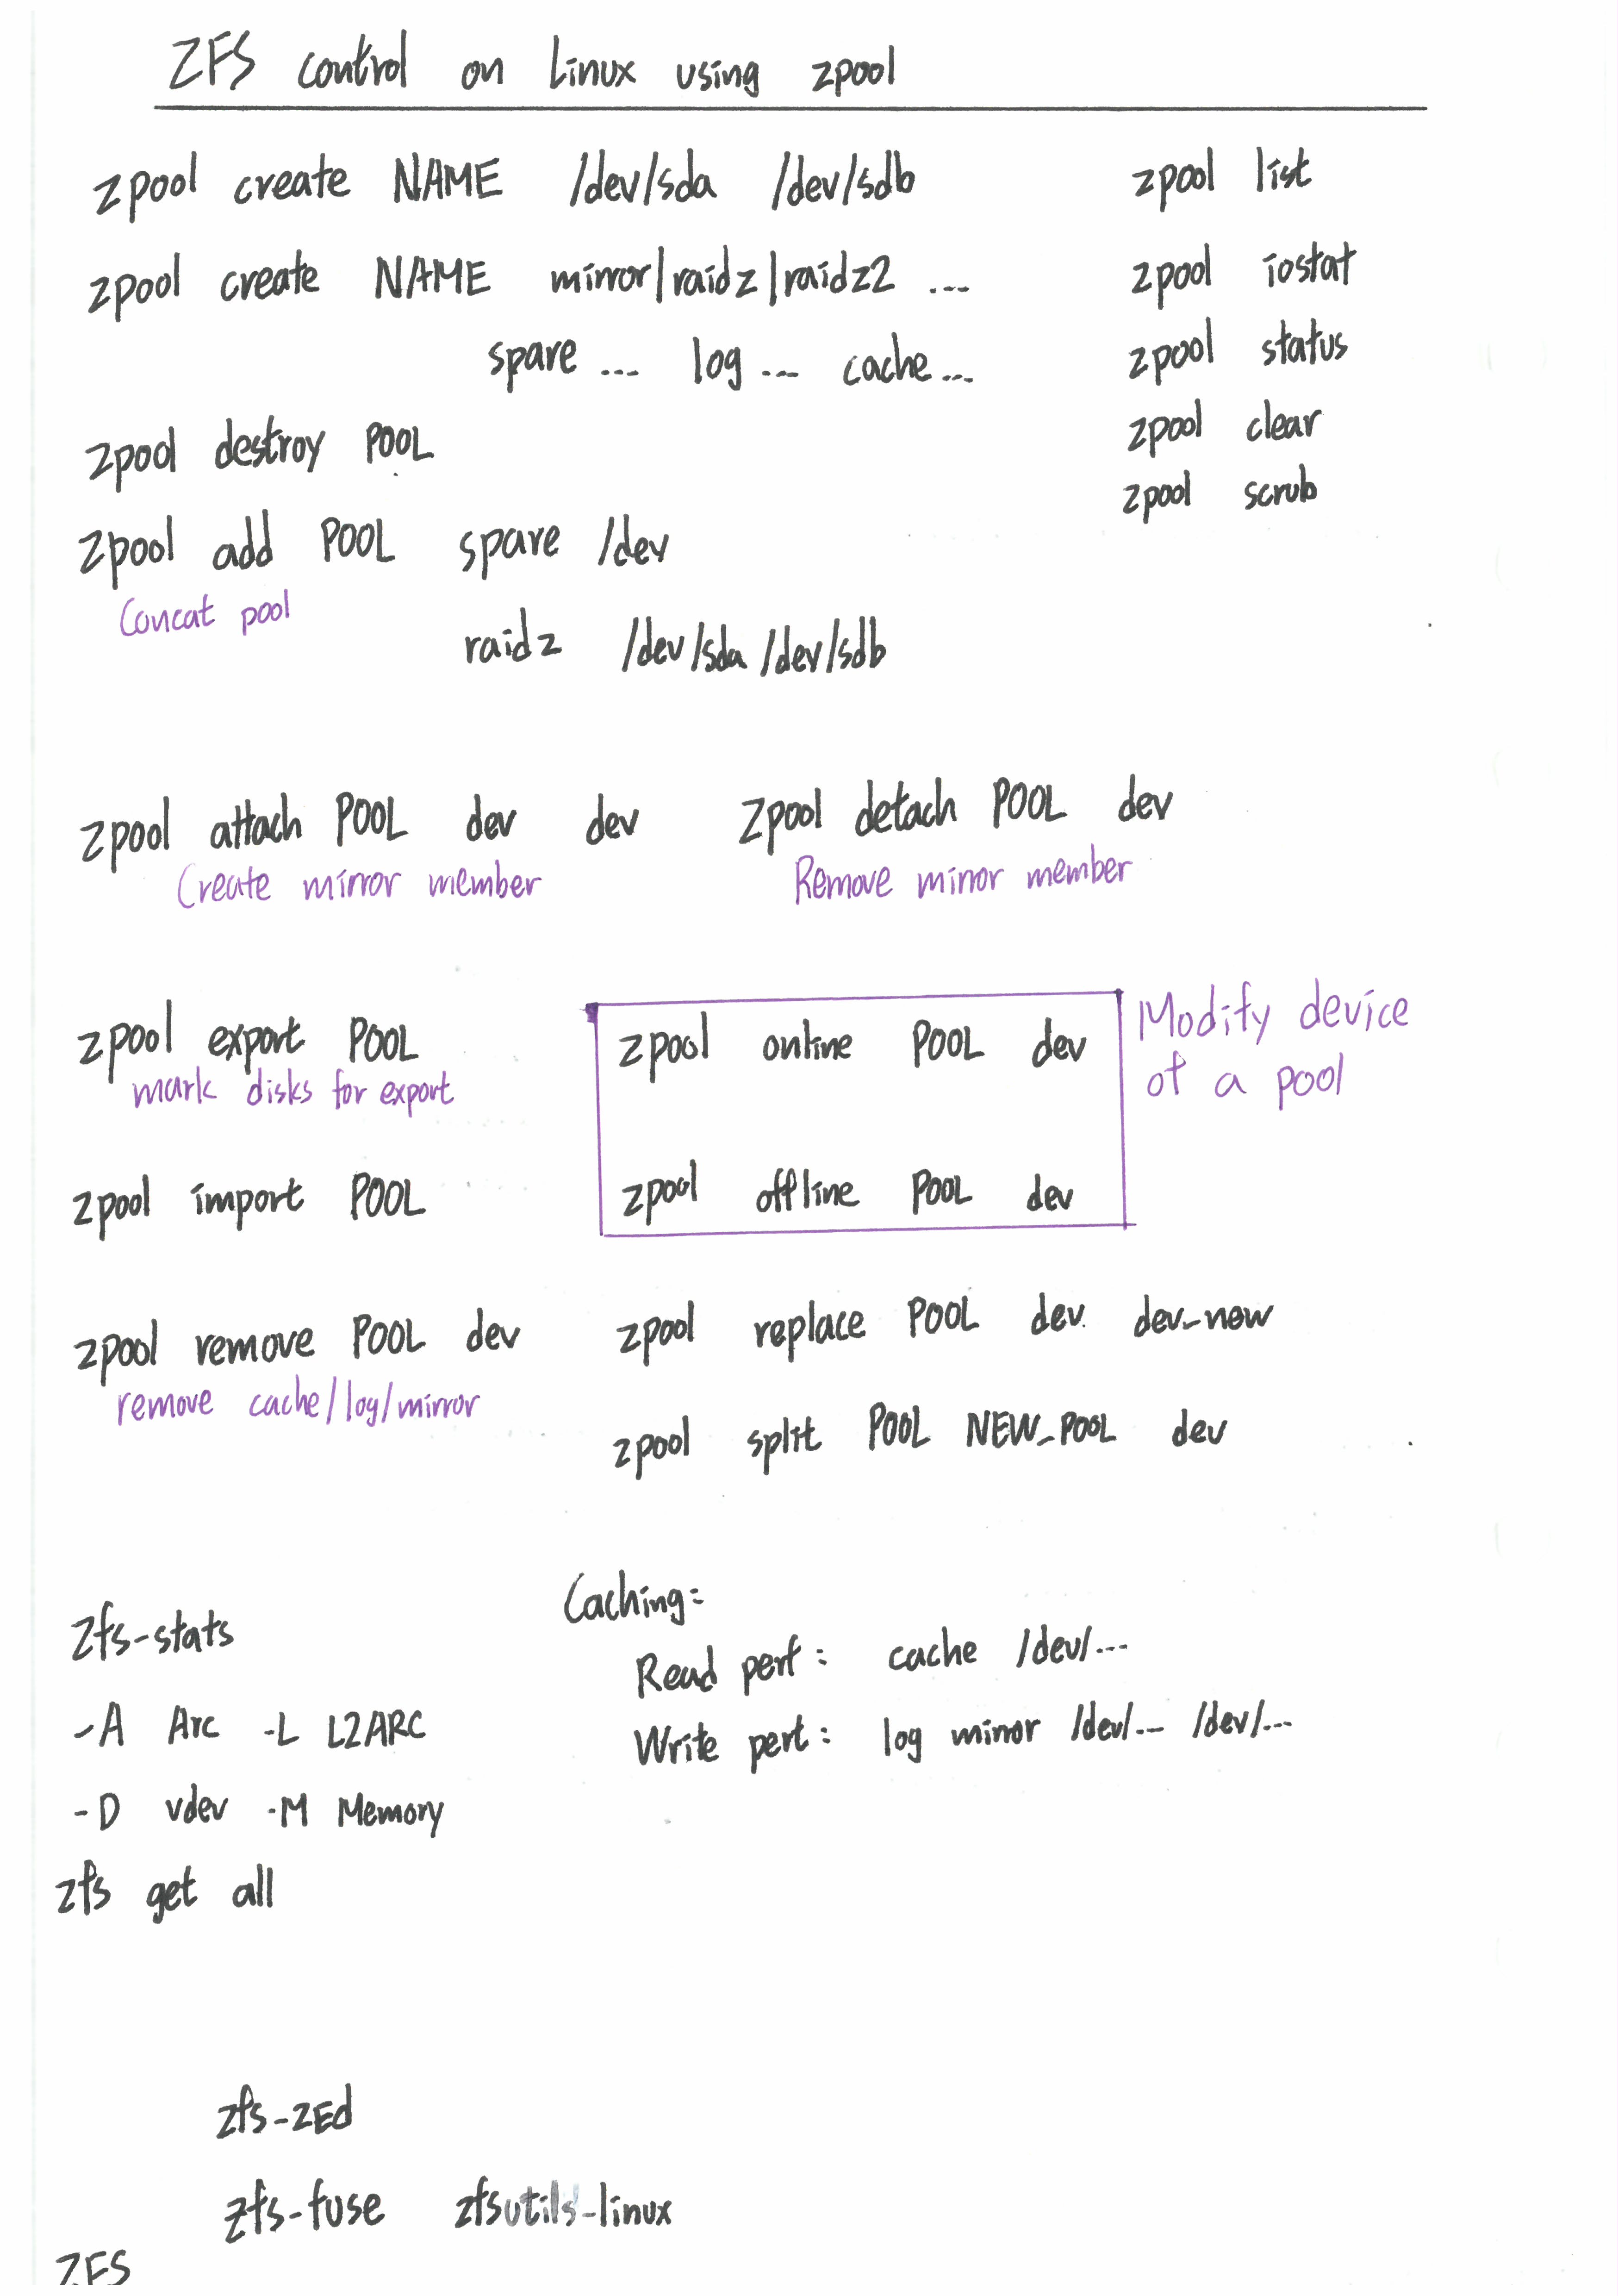 ZFS control on Linux using zpool
zpool create NAME /dev/sda /dev/sdb
zpool create NAME mirror|raidz|raidz2 ...
spare ... log ... cache ...
zpool destroy POOL
zpool add POOL spare /dev
Concat pool
raidz /dev/sda /dev/sdb
zpool list
zpool iostat
zpool status
zpool clear
zpool scrub
zpool attach POOL dev dev
Create mirror member
zpool detach POOL dev
Remove mirror member
zpool export POOL
mark disks for export
zpool import POOL
zpool online POOL dev
zpool offline POOL dev
Modify device
of a pool
zpool remove POOL dev
remove cache/log/mirror
zpool replace POOL dev dev-new
zpool split POOL NEW_POOL dev
zfs-stats
-A Arc -L L2ARC
-D vdev -M Memory
zfs get all
Caching:
Read perf: cache /dev/...
Write perf: log mirror /dev/... /dev/...
zfs-zEd
zfs-fuse zfsutils-linux
ZFS